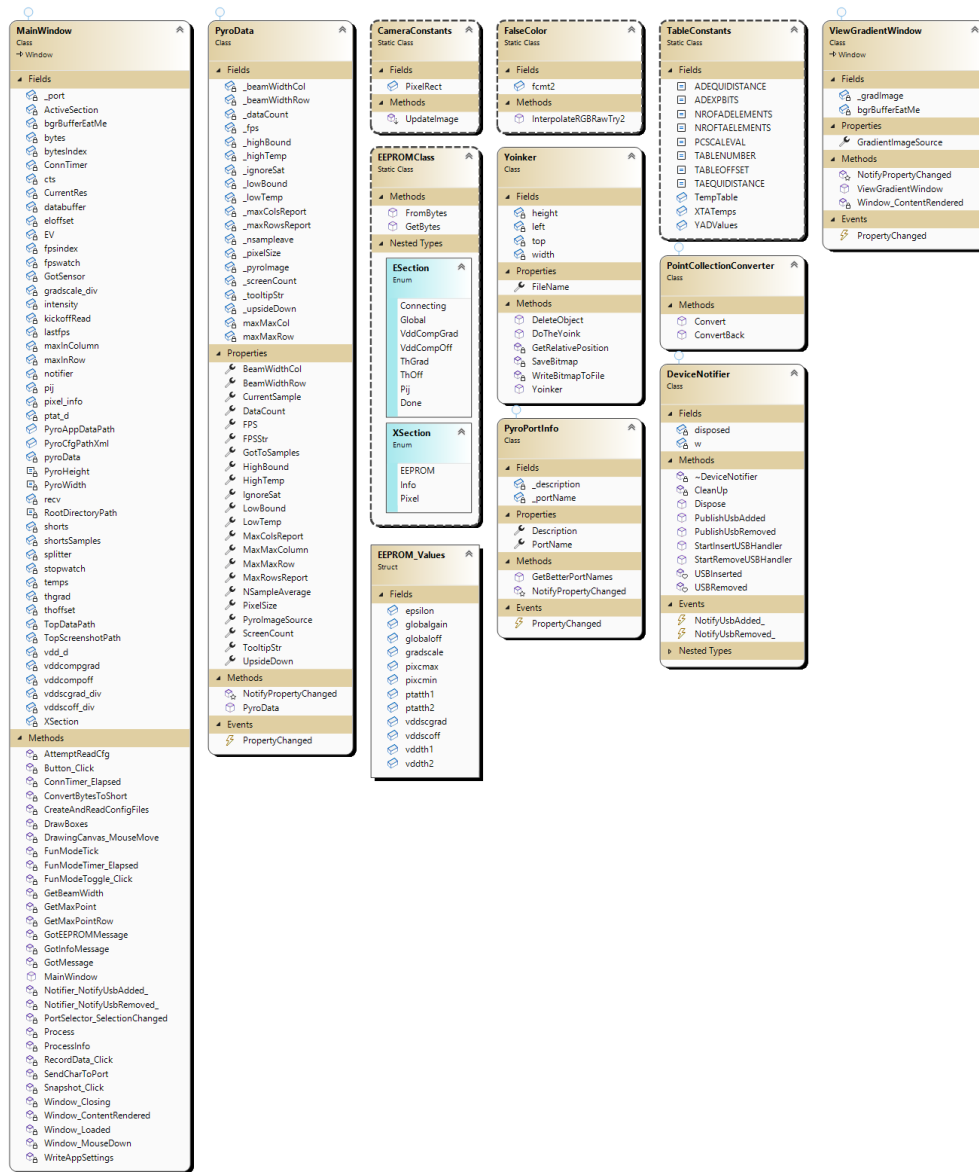 MainWindow
Class
Window
Fields
_port
ActiveSection
bgrBufferEatMe
bytes
bytesIndex
ConnTimer
cts
CurrentRes
databuffer
eloffset
EV
fpsindex
fpswatch
GotSensor
gradscale_div
intensity
kickoffRead
lastfps
maxInColumn
maxInRow
notifier
pij
pixel_info
ptat_d
PyroAppDataPath
PyroCfgPathXml
pyroData
PyroHeight
PyroWidth
recv
RootDirectoryPath
shorts
shortsSamples
splitter
stopwatch
temps
thgrad
thoffset
TopDataPath
TopScreenshotPath
vdd_d
vddcompgrad
vddcompoff
vddscgrad_div
vddscoff_div
XSection
Methods
AttemptReadCfg
Button_Click
ConnTimer_Elapsed
ConvertBytesToShort
CreateAndReadConfigFiles
DrawBoxes
DrawingCanvas_MouseMove
FunModeTick
FunModeTimer_Elapsed
FunModeToggle_Click
GetBeamWidth
GetMaxPoint
GetMaxPointRow
GotEEPROMMessage
GotInfoMessage
GotMessage
MainWindow
Notifier_NotifyUsbAdded_
Notifier_NotifyUsbRemoved_
PortSelector_SelectionChanged
Process
ProcessInfo
RecordData_Click
SendCharToPort
Snapshot_Click
Window_Closing
Window_ContentRendered
Window_Loaded
Window_MouseDown
WriteAppSettings
PyroData
Class
Fields
_beamWidthCol
_beamWidthRow
_dataCount
_fps
_highBound
_highTemp
_ignoreSat
_lowBound
_lowTemp
_maxColsReport
_maxRowsReport
_nsampleave
_pixelSize
_pyroImage
_screenCount
_tooltipStr
_upsideDown
maxMaxCol
maxMaxRow
Properties
BeamWidthCol
BeamWidthRow
CurrentSample
DataCount
FPS
FPSStr
GotToSamples
HighBound
HighTemp
IgnoreSat
LowBound
LowTemp
MaxColsReport
MaxMaxColumn
MaxMaxRow
MaxRowsReport
NSampleAverage
PixelSize
PyroImageSource
ScreenCount
TooltipStr
UpsideDown
Methods
NotifyPropertyChanged
PyroData
Events
PropertyChanged
CameraConstants
Static Class
Fields
PixelRect
Methods
UpdateImage
EEPROMClass
Static Class
Methods
FromBytes
GetBytes
Nested Types
ESection
Enum
Connecting
Global
VddCompGrad
VddCompOff
ThGrad
ThOff
Pij
Done
XSection
Enum
EEPROM
Info
Pixel
EEPROM_Values
Struct
Fields
epsilon
globalgain
globaloff
gradscale
pixcmax
pixcmin
ptatth1
ptatth2
vddscgrad
vddscoff
vddth1
vddth2
FalseColor
Static Class
Fields
fcmt2
Methods
InterpolateRGBRawTry2
Yoinker
Class
Fields
height
left
top
width
Properties
FileName
Methods
DeleteObject
DoTheYoink
GetRelativePosition
SaveBitmap
WriteBitmapToFile
Yoinker
PyroPortInfo
Class
Fields
_description
_portName
Properties
Description
PortName
Methods
GetBetterPortNames
NotifyPropertyChanged
Events
PropertyChanged
TableConstants
Static Class
Fields
ADEQUIDISTANCE
ADEXPBITS
NROFADELEMENTS
NROFTAELEMENTS
PCSCALEVAL
TABLENUMBER
TABLEOFFSET
TAEQUIDISTANCE
TempTable
XTATemps
YADValues
PointCollectionConverter
Class
Methods
Convert
ConvertBack
DeviceNotifier
Class
Fields
disposed
w
Methods
~DeviceNotifier
CleanUp
Dispose
PublishUsbAdded
PublishUsbRemoved
StartInsertUSBHandler
StartRemoveUSBHandler
USBInserted
USBRemoved
Events
NotifyUsbAdded_
NotifyUsbRemoved_
Nested Types
ViewGradientWindow
Class
Window
Fields
_gradImage
bgrBufferEatMe
Properties
GradientImageSource
Methods
NotifyPropertyChanged
ViewGradientWindow
Window_ContentRendered
Events
PropertyChanged